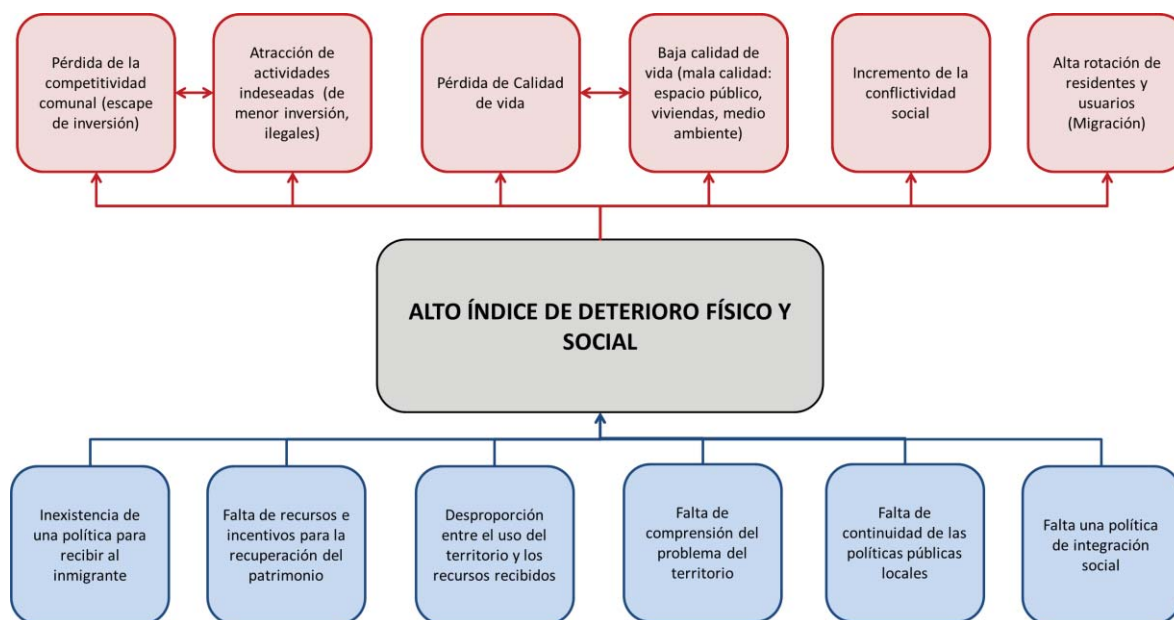 Pérdida de la
competitividad
comunal (escape
de inversión)
Atracción de
actividades
indeseadas (de
menor inversión,
ilegales)
Pérdida de Calidad
de vida
Baja calidad de
vida (mala calidad:
espacio público,
viviendas, medio
ambiente)
Incremento de la
conflictividad
social
Alta rotación de
residentes y
usuarios
(Migración)
ALTO ÍNDICE DE DETERIORO FÍSICO Y
SOCIAL
Inexistencia de
una política para
recibir al
inmigrante
Falta de recursos e
incentivos para la
recuperación del
patrimonio
Desproporción
entre el uso del
territorio y los
recursos recibidos
Falta de
comprensión del
problema del
territorio
Falta de
continuidad de las
políticas públicas
locales
Falta una política
de integración
social